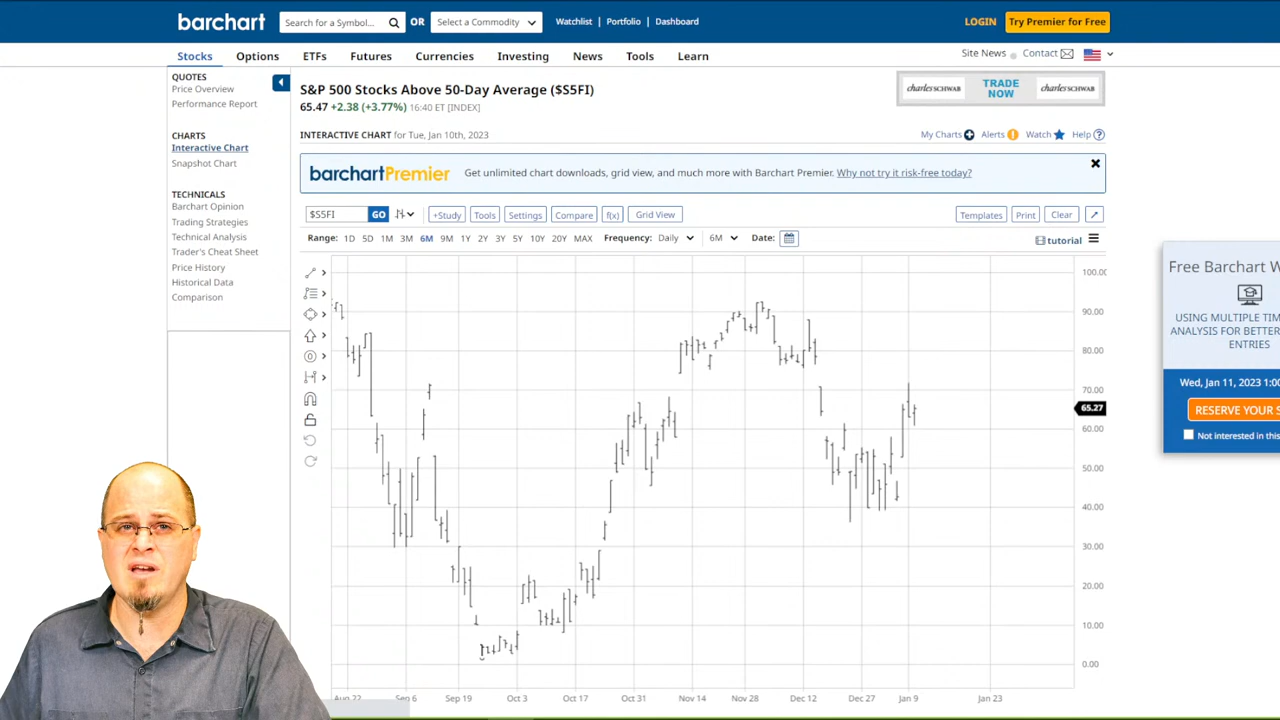 barchart
Search for a Symbol...
OR
Select a Commodity
Watchlist
Portfolio
Dashboard
LOGIN
Try Premier for Free
Stocks
Options
ETFs
Futures
Currencies
Investing
News
Tools
Learn
Site News
Contact
QUOTES
Price Overview
Performance Report
CHARTS
Interactive Chart
Snapshot Chart
TECHNICALS
Barchart Opinion
Trading Strategies
Technical Analysis
Trader's Cheat Sheet
Price History
Historical Data
Comparison
S&P 500 Stocks Above 50-Day Average ($S5FI)
65.47 +2.38 (+3.77%) 16:40 ET [INDEX]
charles SCHWAB
TRADE NOW
charles SCHWAB
INTERACTIVE CHART for Tue, Jan 10th, 2023
My Charts
Alerts
Watch
Help
barchartPremier
Get unlimited chart downloads, grid view, and much more with Barchart Premier. Why not try it risk-free today?
$S5FI
GO
+Study
Tools
Settings
Compare
f(x)
Grid View
Templates
Print
Clear
Range: 1D 5D 1M 3M 6M 9M 1Y 2Y 3Y 5Y 10Y 20Y MAX
Frequency: Daily
6M
Date:
tutorial
100.00
90.00
80.00
70.00
65.27
60.00
50.00
40.00
30.00
20.00
10.00
0.00
Aug 22
Sep 6
Sep 19
Oct 3
Oct 17
Oct 31
Nov 14
Nov 28
Dec 12
Dec 27
Jan 9
Jan 23
Free Barchart W
USING MULTIPLE TIM
ANALYSIS FOR BETTER
ENTRIES
Wed, Jan 11, 2023 1:00
RESERVE YOUR S
Not interested in this